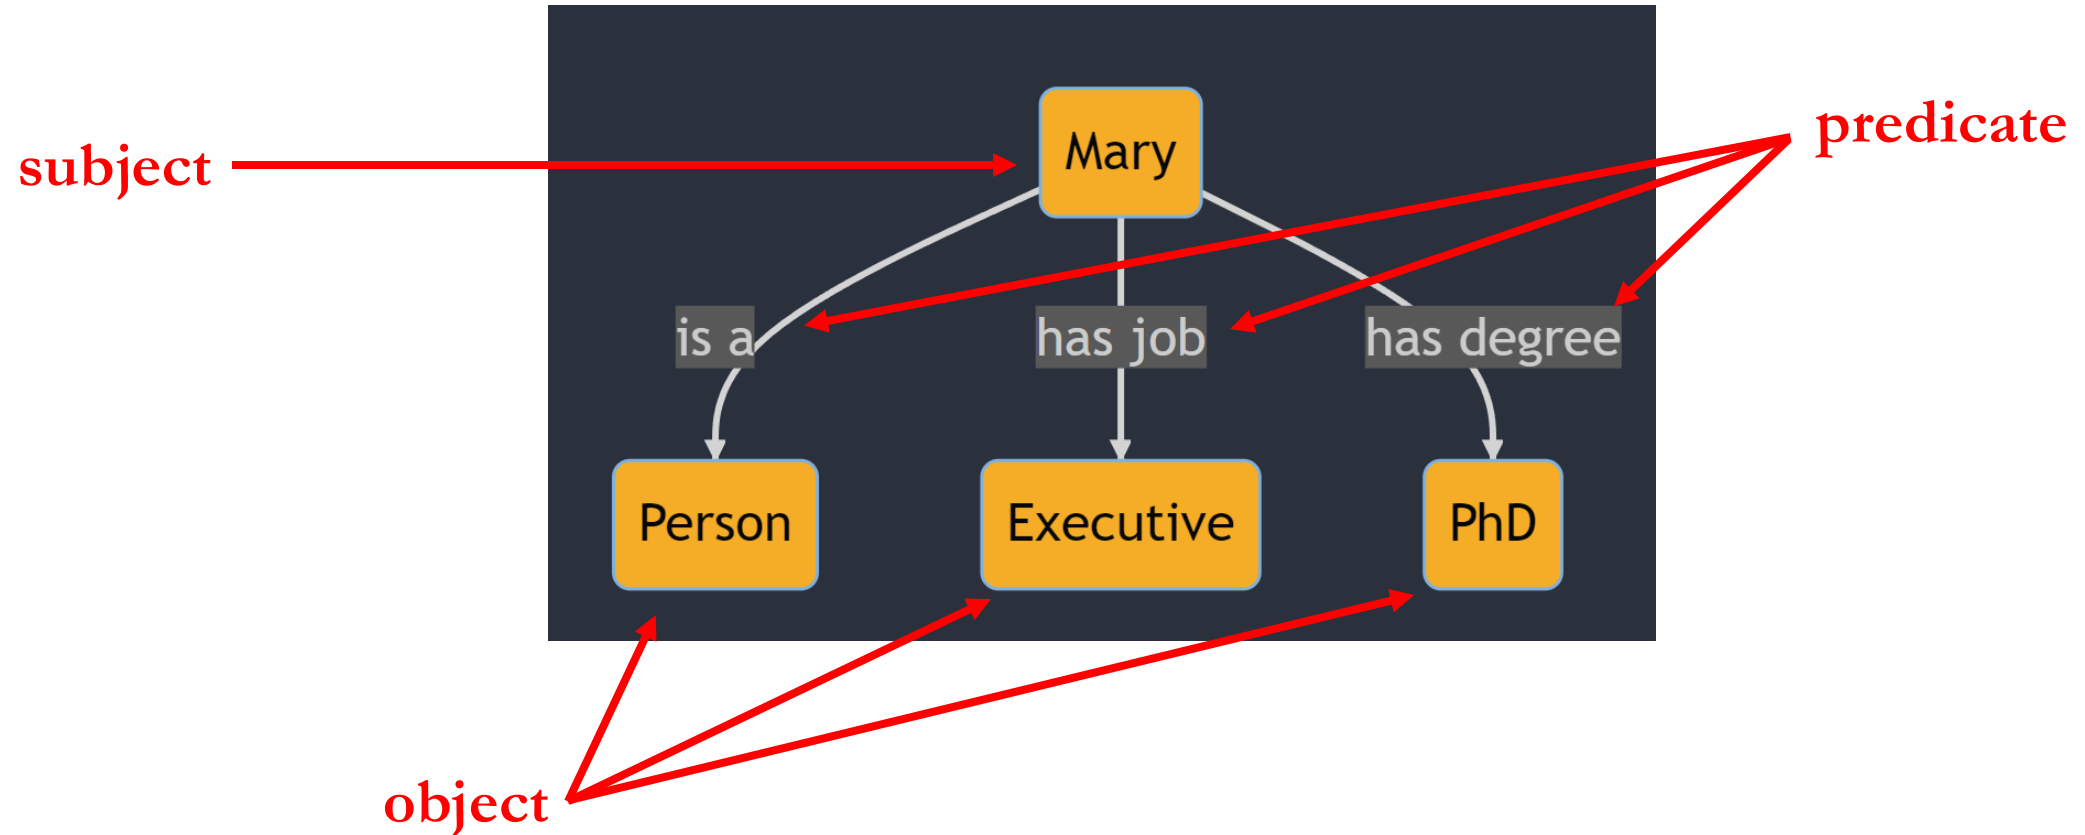 predicate
Mary
subject
is a
has job
has degree
Person
Executive
PhD
object